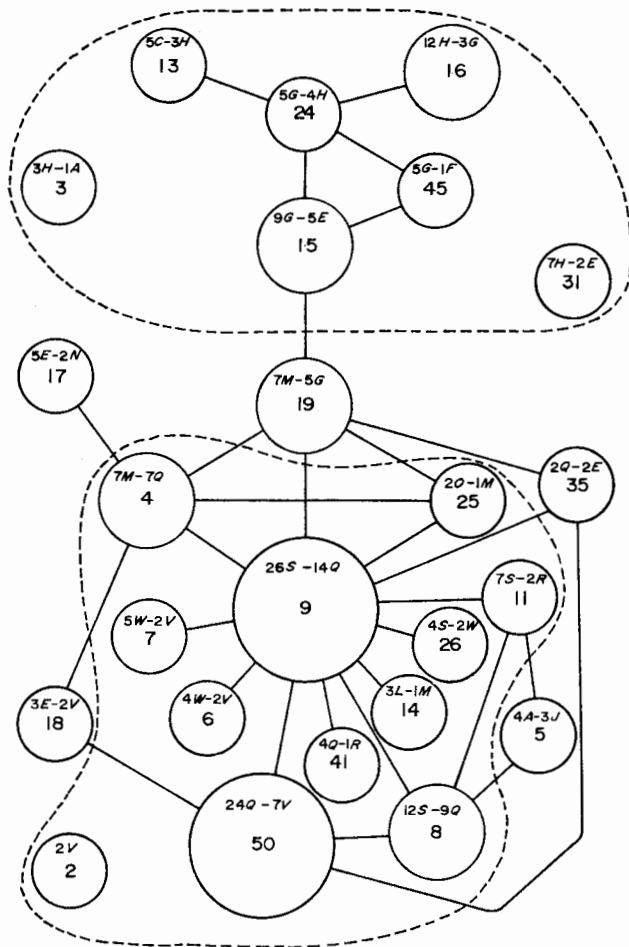 5C-3H
13
12H-3G
16
5G-4H
24
3H-1A
3
5G-1F
45
9G-5E
15
7H-2E
31
5E-2N
17
7M-5G
19
7M-7Q
4
2Q-1M
25
2Q-2E
35
26S-14Q
9
7S-2R
11
5W-2V
7
4S-2W
26
4W-2V
6
3L-1M
14
3E-2V
18
4A-3J
5
4Q-1R
41
24Q-7V
50
12S-9Q
8
2V
2